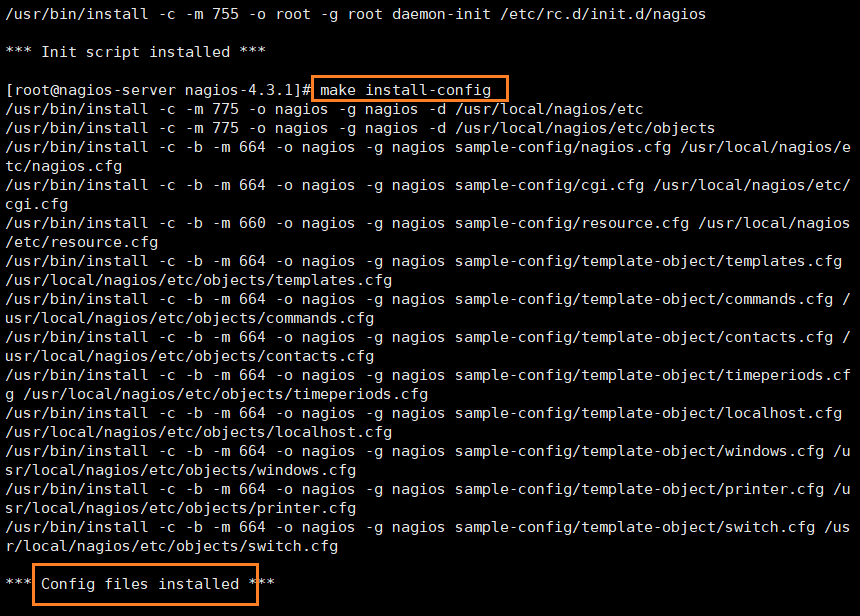 /usr/bin/install -c -m 755 -o root -g root daemon-init /etc/rc.d/init.d/nagios
*** Init script installed ***
[root@nagios-server nagios-4.3.1]# make install-config
/usr/bin/install -c -m 775 -o nagios -g nagios -d /usr/local/nagios/etc
/usr/bin/install -c -m 775 -o nagios -g nagios -d /usr/local/nagios/etc/objects
/usr/bin/install -c -b -m 664 -o nagios -g nagios sample-config/nagios.cfg /usr/local/nagios/e
tc/nagios.cfg
/usr/bin/install -c -b -m 664 -o nagios -g nagios sample-config/cgi.cfg /usr/local/nagios/etc/
cgi.cfg
/usr/bin/install -c -b -m 660 -o nagios -g nagios sample-config/resource.cfg /usr/local/nagios
/etc/resource.cfg
/usr/bin/install -c -b -m 664 -o nagios -g nagios sample-config/template-object/templates.cfg
/usr/local/nagios/etc/objects/templates.cfg
/usr/bin/install -c -b -m 664 -o nagios -g nagios sample-config/template-object/commands.cfg /
usr/local/nagios/etc/objects/commands.cfg
/usr/bin/install -c -b -m 664 -o nagios -g nagios sample-config/template-object/contacts.cfg /
usr/local/nagios/etc/objects/contacts.cfg
/usr/bin/install -c -b -m 664 -o nagios -g nagios sample-config/template-object/timeperiods.cf
g /usr/local/nagios/etc/objects/timeperiods.cfg
/usr/bin/install -c -b -m 664 -o nagios -g nagios sample-config/template-object/localhost.cfg
/usr/local/nagios/etc/objects/localhost.cfg
/usr/bin/install -c -b -m 664 -o nagios -g nagios sample-config/template-object/windows.cfg /u
sr/local/nagios/etc/objects/windows.cfg
/usr/bin/install -c -b -m 664 -o nagios -g nagios sample-config/template-object/printer.cfg /u
sr/local/nagios/etc/objects/printer.cfg
/usr/bin/install -c -b -m 664 -o nagios -g nagios sample-config/template-object/switch.cfg /us
r/local/nagios/etc/objects/switch.cfg
*** Config files installed ***